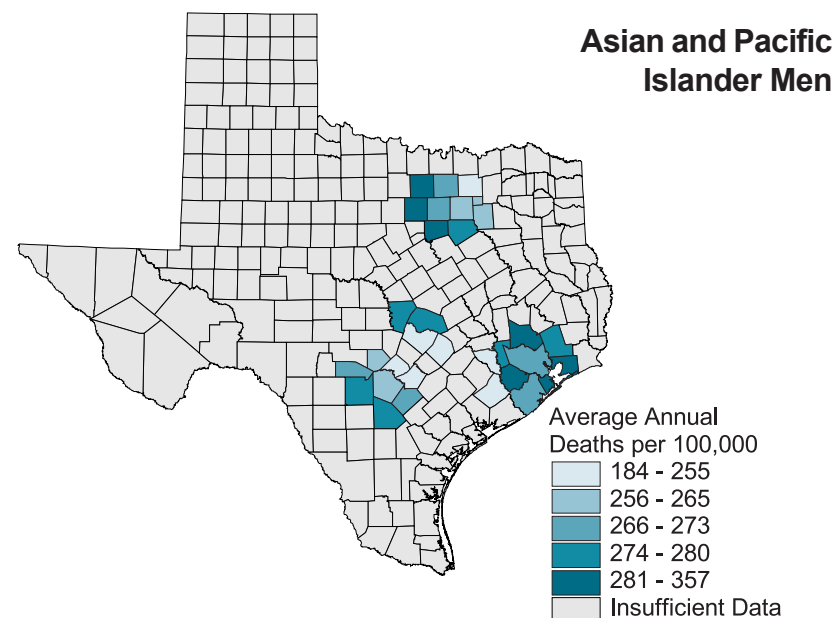 Asian and Pacific
Islander Men
Average Annual
Deaths per 100,000
184 - 255
256 - 265
266 - 273
274 - 280
281 - 357
Insufficient Data